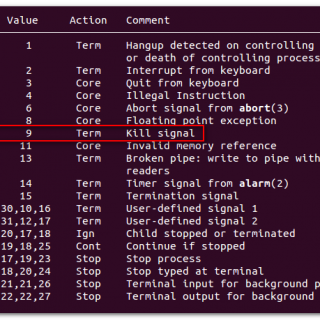 Value Action Comment
1 Term Hangup detected on controlling
or death of controlling process
2 Term Interrupt from keyboard
3 Core Quit from keyboard
4 Core Illegal Instruction
6 Core Abort signal from abort(3)
8 Core Floating point exception
9 Term Kill signal
11 Core Invalid memory reference
13 Term Broken pipe: write to pipe with
readers
14 Term Timer signal from alarm(2)
15 Term Termination signal
30,10,16 Term User-defined signal 1
31,12,17 Term User-defined signal 2
20,17,18 Ign Child stopped or terminated
19,18,25 Cont Continue if stopped
17,19,23 Stop Stop process
18,20,24 Stop Stop typed at terminal
21,21,26 Stop Terminal input for background p
22,22,27 Stop Terminal output for background